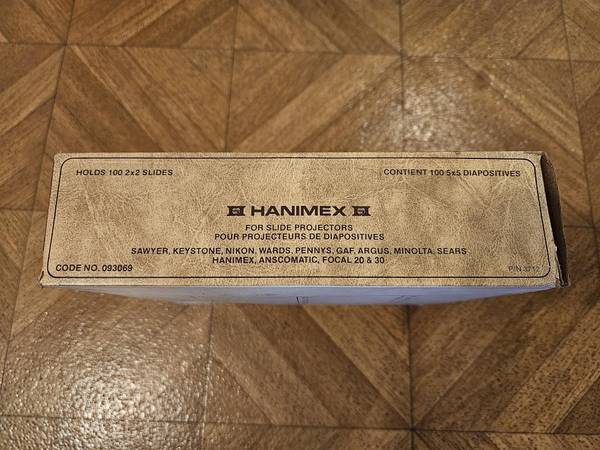 HOLDS 100 2x2 SLIDES
CONTIENT 100 5x5 DIAPOSITIVES
HANIMEX
FOR SLIDE PROJECTORS
POUR PROJECTEURS DE DIAPOSITIVES
SAWYER, KEYSTONE, NIKON, WARDS, PENNYS, GAF, ARGUS, MINOLTA, SEARS
HANIMEX, ANSCOMATIC, FOCAL 20 & 30
CODE NO. 093069
P/N 3712